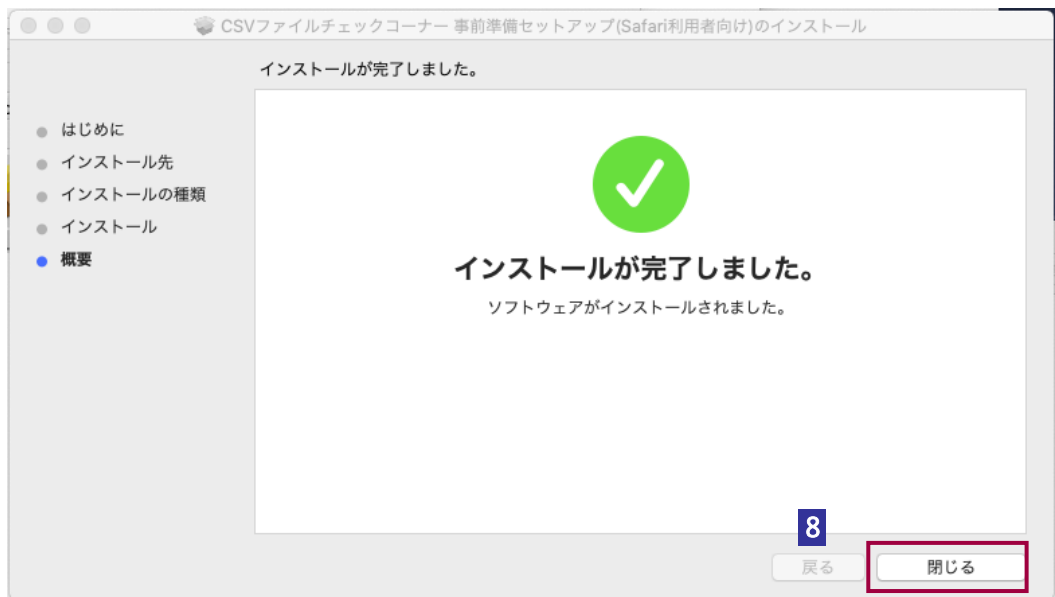 CSVファイルチェックコーナー 事前準備セットアップ(Safari利用者向け)のインストール
インストールが完了しました。
はじめに
インストール先
インストールの種類
インストール
概要
インストールが完了しました。
ソフトウェアがインストールされました。
8
戻る
閉じる